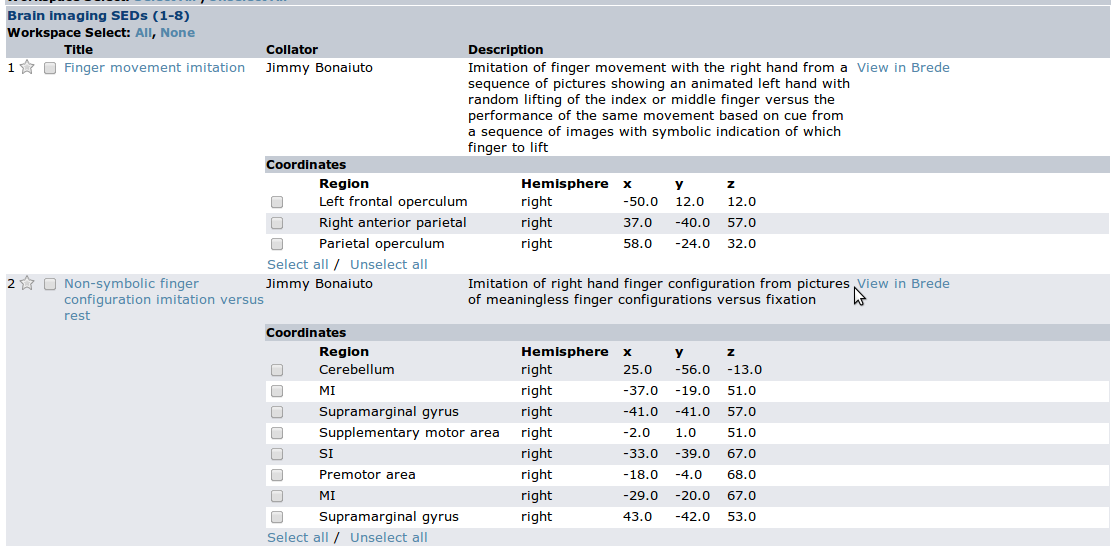 Workspace Select: Select All / Unselect All
Brain imaging SEDs (1-8)
Workspace Select: All, None
Title Collator Description
1 Finger movement imitation Jimmy Bonaiuto Imitation of finger movement with the right hand from a View in Brede
sequence of pictures showing an animated left hand with
random lifting of the index or middle finger versus the
performance of the same movement based on cue from
a sequence of images with symbolic indication of which
finger to lift
Coordinates
Region Hemisphere x y z
Left frontal operculum right -50.0 12.0 12.0
Right anterior parietal right 37.0 -40.0 57.0
Parietal operculum right 58.0 -24.0 32.0
Select all / Unselect all
2 Non-symbolic finger Jimmy Bonaiuto Imitation of right hand finger configuration from pictures View in Brede
configuration imitation versus of meaningless finger configurations versus fixation
rest
Coordinates
Region Hemisphere x y z
Cerebellum right 25.0 -56.0 -13.0
MI right -37.0 -19.0 51.0
Supramarginal gyrus right -41.0 -41.0 57.0
Supplementary motor area right -2.0 1.0 51.0
SI right -33.0 -39.0 67.0
Premotor area right -18.0 -4.0 68.0
MI right -29.0 -20.0 67.0
Supramarginal gyrus right 43.0 -42.0 53.0
Select all / Unselect all